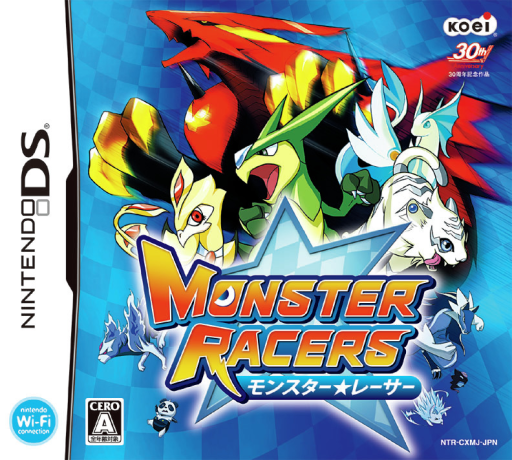 KOEI
30th
30周年記念作品
NINTENDO DS
MONSTER
RACERS
モンスター★レーサー
nintendo
Wi-Fi
connection
CERO
A
全年齢対象
NTR-CXMJ-JPN